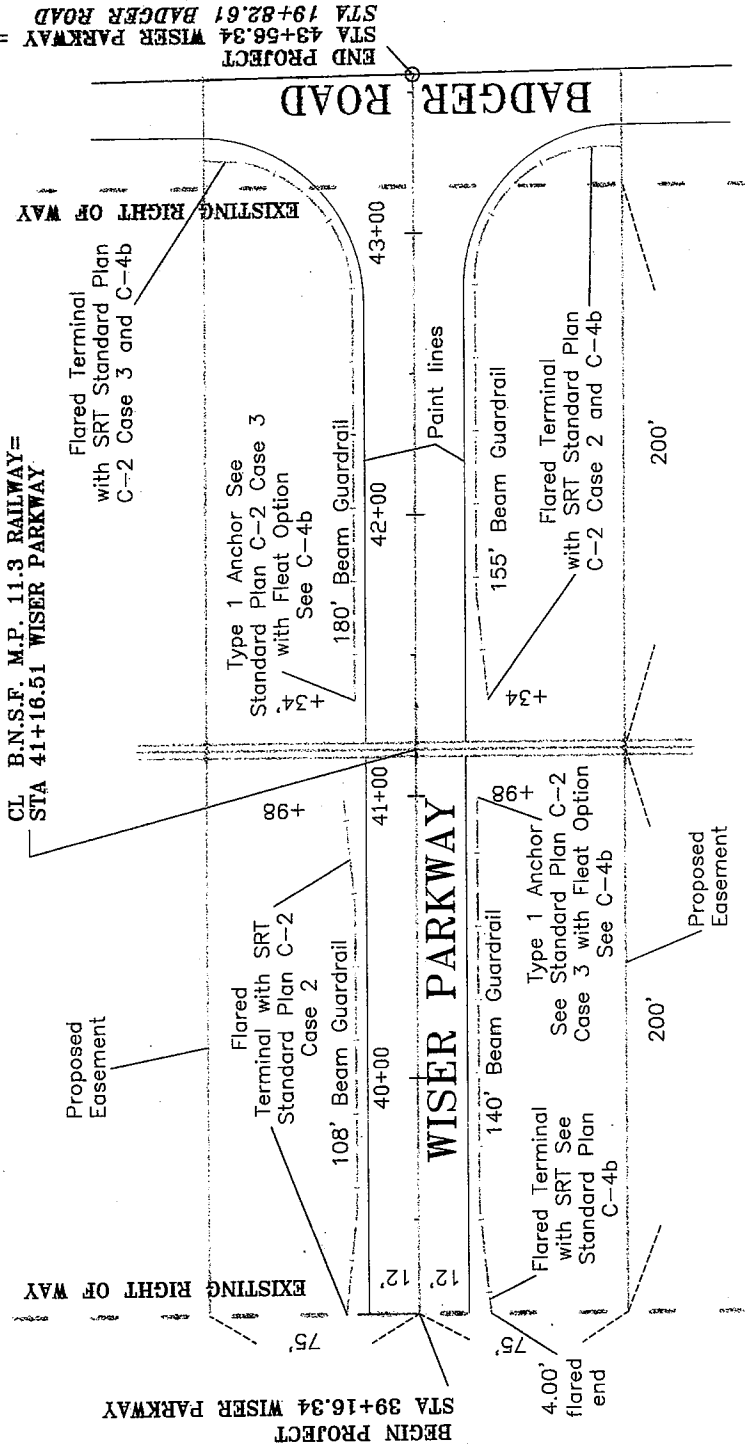 CL B.N.S.F. M.P. 11.3 RAILWAY=
STA 41+16.51 WISER PARKWAY
END PROJECT
STA 43+56.34 WISER PARKWAY =
STA 19+82.61 BADGER ROAD
BADGER ROAD
EXISTING RIGHT OF WAY
Flared Terminal
with SRT Standard Plan
C-2 Case 3 and C-4b
Type 1 Anchor See
Standard Plan C-2 Case 3
with Fleat Option
See C-4b
180' Beam Guardrail
+34'
43+00
42+00
Paint lines
155' Beam Guardrail
+34
Flared Terminal
with SRT Standard Plan
C-2 Case 2 and C-4b
200'
Proposed
Easement
+98
Flared
Terminal with SRT
Standard Plan C-2
Case 2
108' Beam Guardrail
41+00
40+00
WISER PARKWAY
140' Beam Guardrail
+98
Type 1 Anchor
See Standard Plan C-2
Case 3 with Fleat Option
See C-4b
Flared Terminal
with SRT See
Standard Plan
C-4b
Proposed
Easement
200'
EXISTING RIGHT OF WAY
12'
12'
75'
75'
4.00'
flared
end
BEGIN PROJECT
STA 39+16.34 WISER PARKWAY